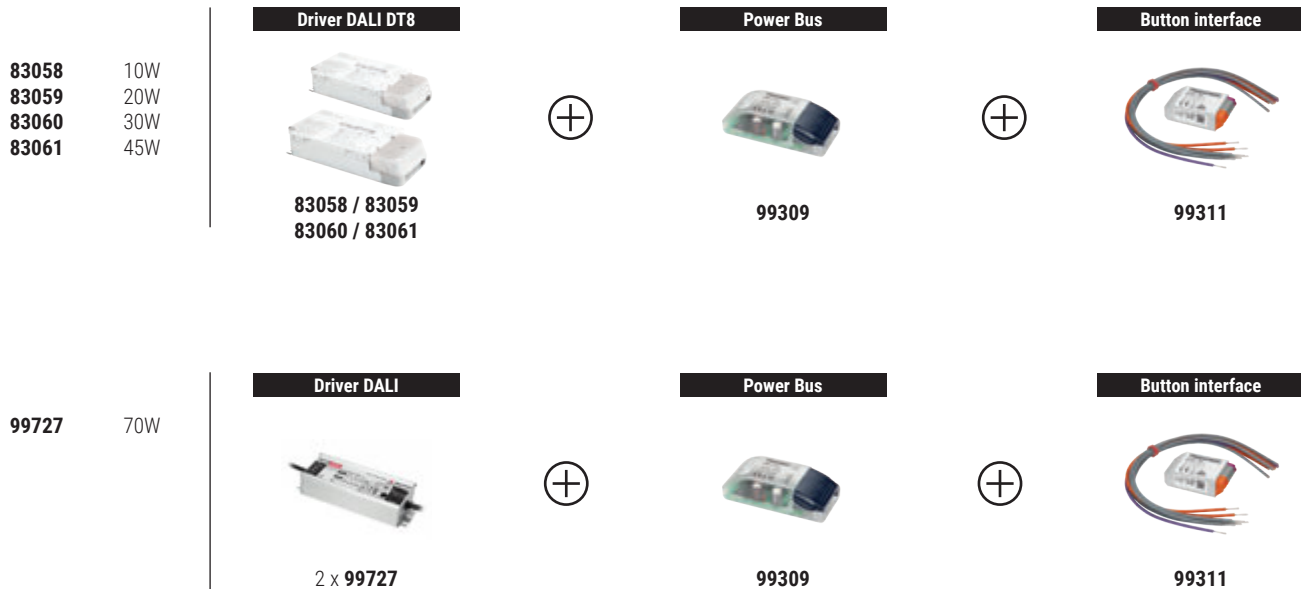 Driver DALI DT8
Power Bus
Button interface
83058 10W
83059 20W
83060 30W
83061 45W
83058 / 83059
83060 / 83061
99309
99311
Driver DALI
Power Bus
Button interface
99727 70W
2 x 99727
99309
99311